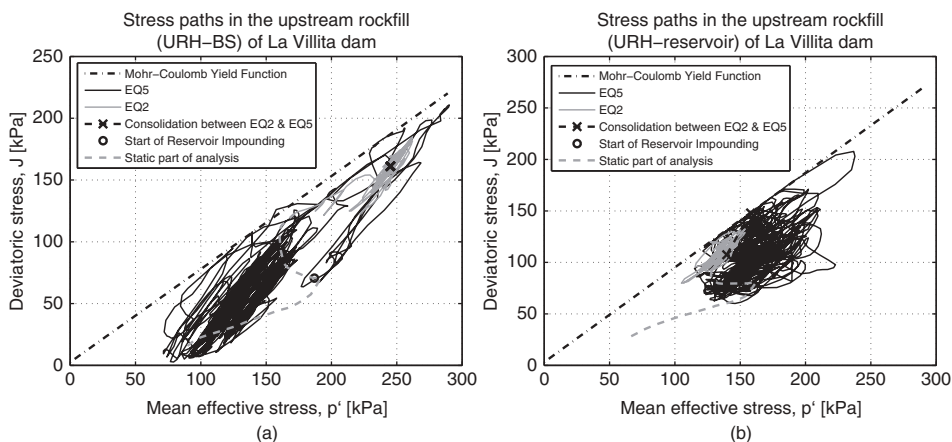 Stress paths in the upstream rockfill
(URH−BS) of La Villita dam
250
200
150
100
50
0
Deviatoric stress, J [kPa]
Mohr−Coulomb Yield Function
EQ5
EQ2
Consolidation between EQ2 & EQ5
Start of Reservoir Impounding
Static part of analysis
0 50 100 150 200 250 300
Mean effective stress, p‘ [kPa]
(a)
Stress paths in the upstream rockfill
(URH−reservoir) of La Villita dam
300
250
200
150
100
50
0
Deviatoric stress, J [kPa]
Mohr−Coulomb Yield Function
EQ5
EQ2
Consolidation between EQ2 & EQ5
Start of Reservoir Impounding
Static part of analysis
0 50 100 150 200 250 300
Mean effective stress, p‘ [kPa]
(b)